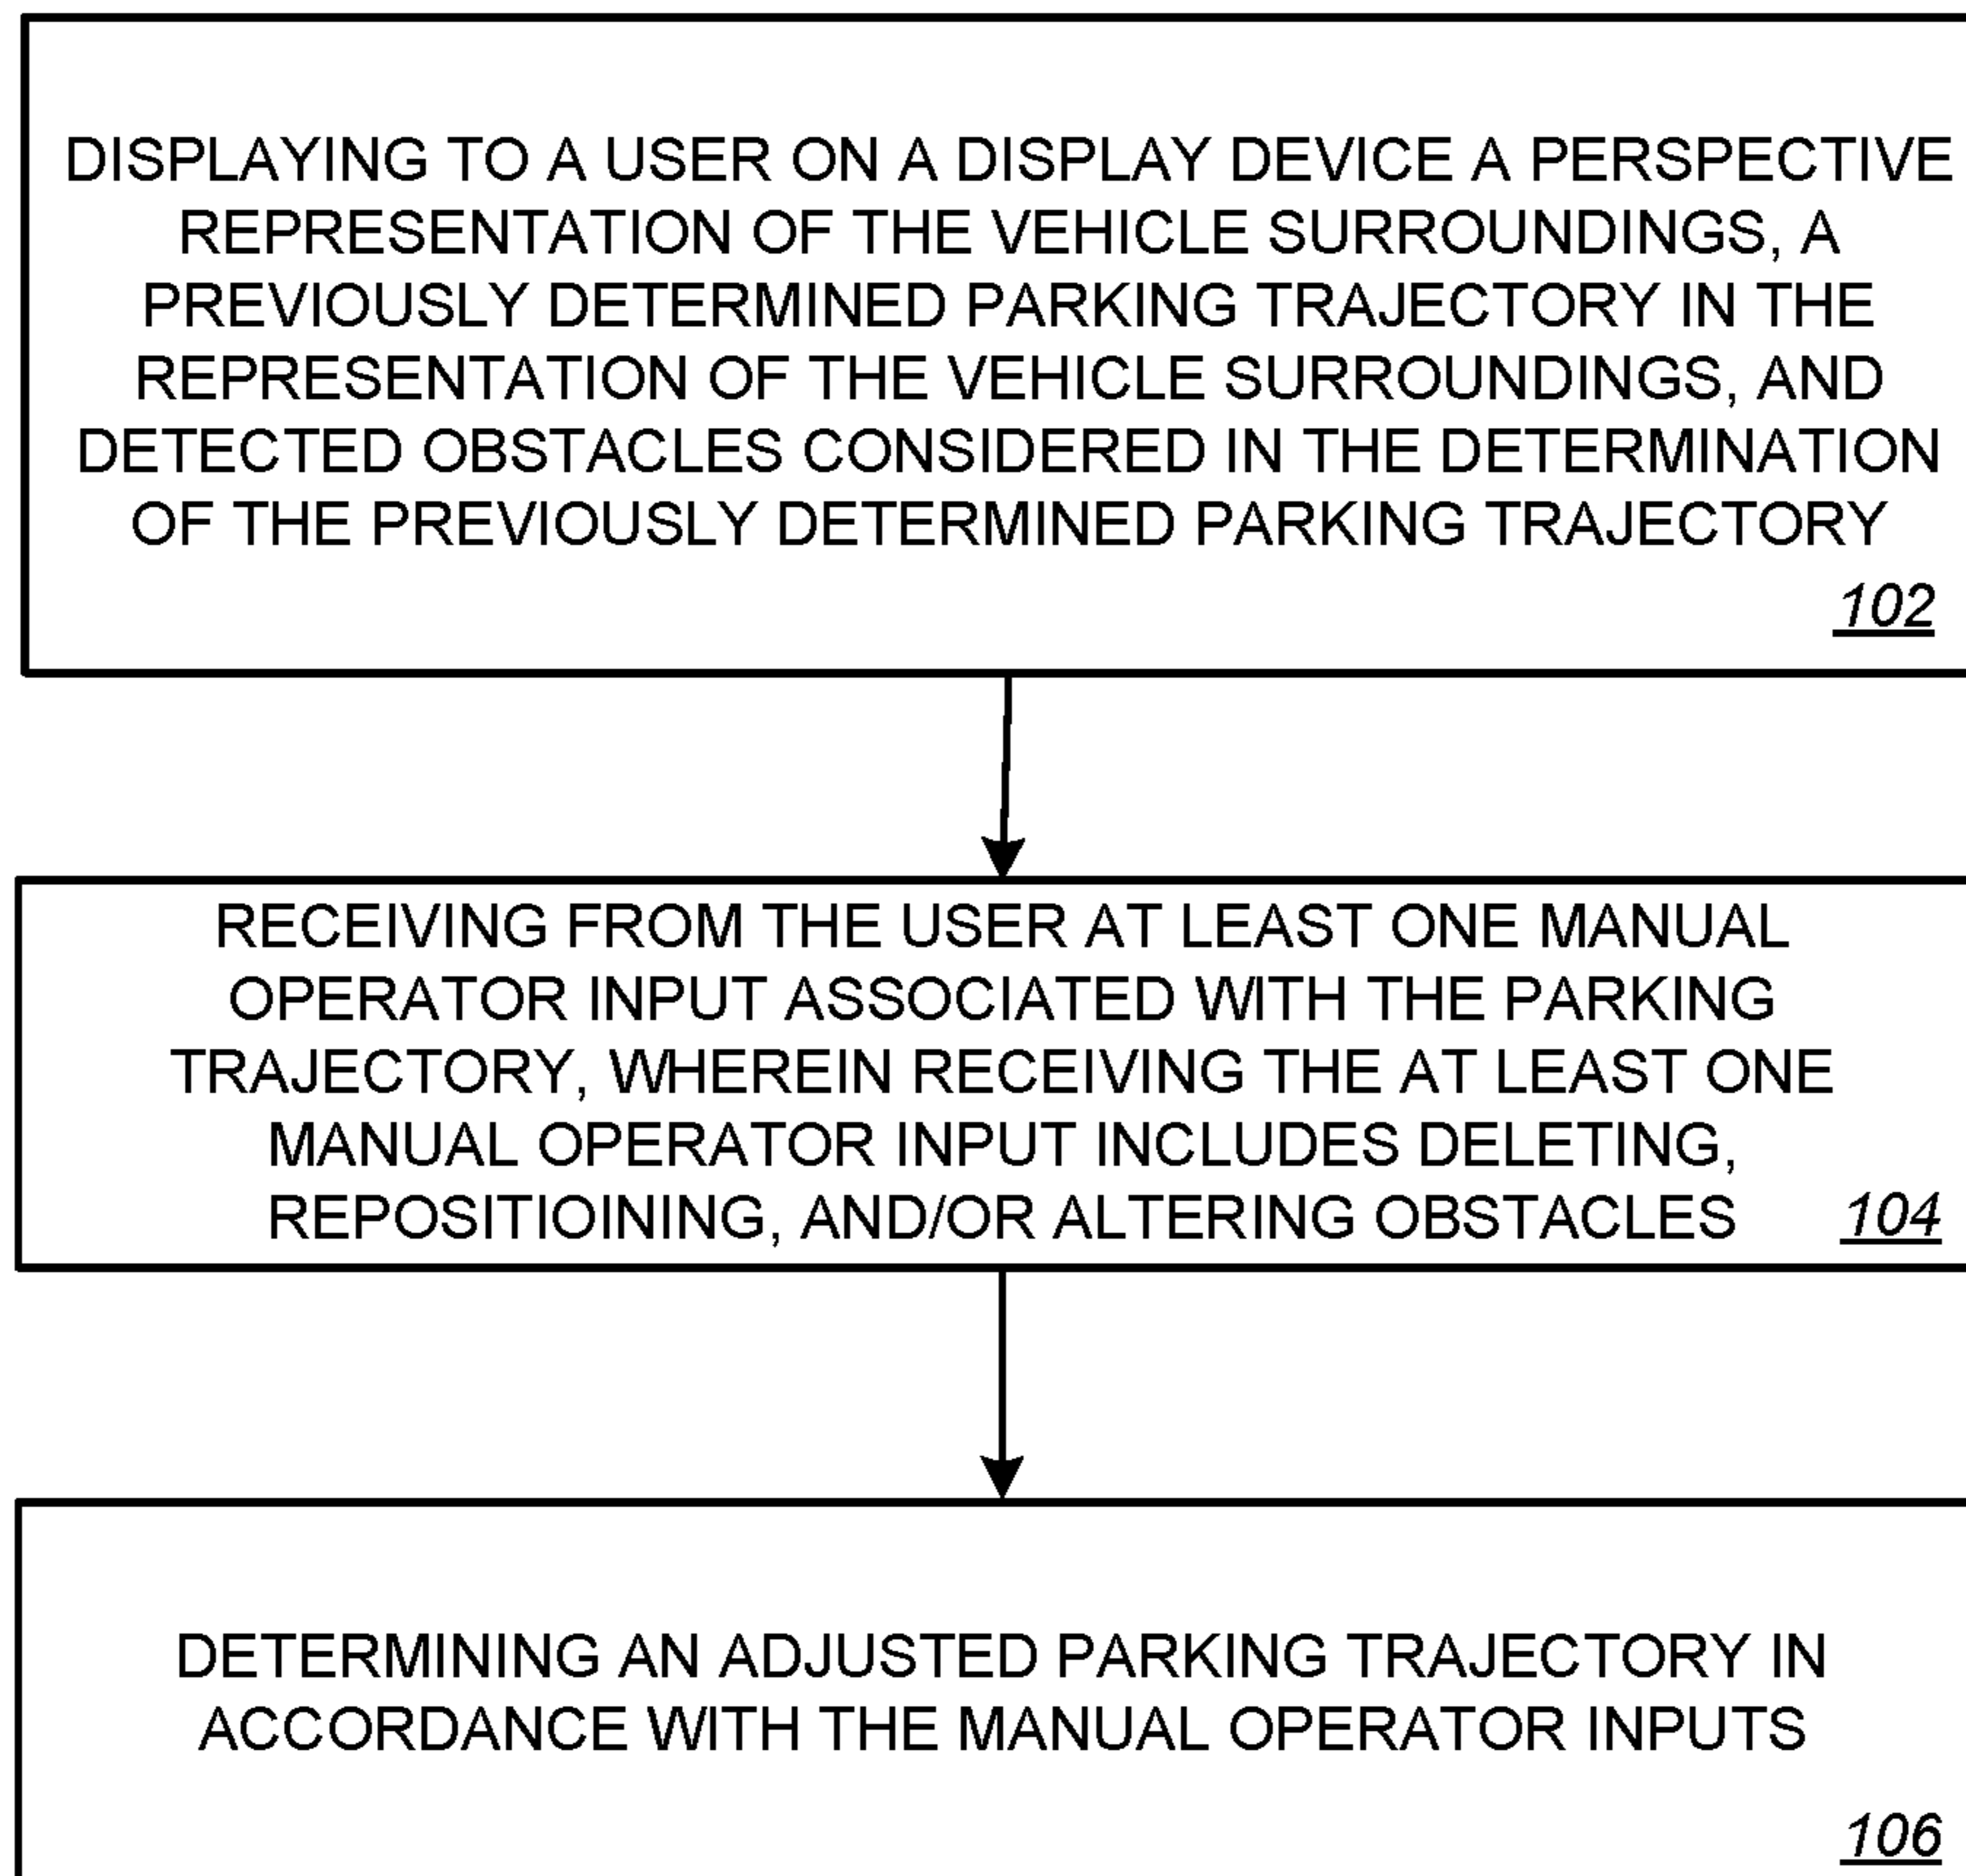 DISPLAYING TO A USER ON A DISPLAY DEVICE A PERSPECTIVE
REPRESENTATION OF THE VEHICLE SURROUNDINGS, A
PREVIOUSLY DETERMINED PARKING TRAJECTORY IN THE
REPRESENTATION OF THE VEHICLE SURROUNDINGS, AND
DETECTED OBSTACLES CONSIDERED IN THE DETERMINATION
OF THE PREVIOUSLY DETERMINED PARKING TRAJECTORY
102
RECEIVING FROM THE USER AT LEAST ONE MANUAL
OPERATOR INPUT ASSOCIATED WITH THE PARKING
TRAJECTORY, WHEREIN RECEIVING THE AT LEAST ONE
MANUAL OPERATOR INPUT INCLUDES DELETING,
REPOSITIOINING, AND/OR ALTERING OBSTACLES 104
DETERMINING AN ADJUSTED PARKING TRAJECTORY IN
ACCORDANCE WITH THE MANUAL OPERATOR INPUTS
106